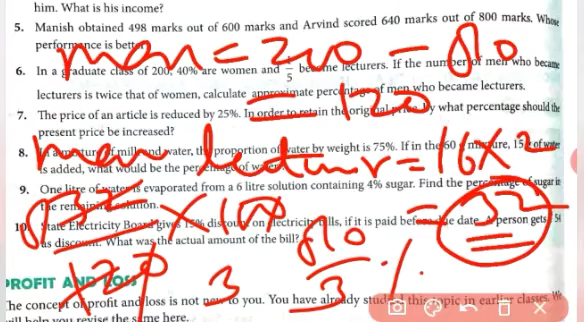 him. What is his income?
5. Manish obtained 498 marks out of 600 marks and Arvind scored 640 marks out of 800 marks. Whose
performance is better?
men = 200 - 80
6. In a graduate class of 200, 40% are women and 1/5 become lecturers. If the number of men who became
lecturers is twice that of women, calculate approximate percentage of men who became lecturers.
= 120
7. The price of an article is reduced by 25%. In order to retain the original price by what percentage should the
present price be increased?
8. In a mixture of milk and water, the proportion of water by weight is 75%. If in the 60 g mixture, 15 g of water
is added, what would be the percentage of water?
men = 16 × 2
9. One litre of water is evaporated from a 6 litre solution containing 4% sugar. Find the percentage of sugar in
the remaining solution.
= 32
10. State Electricity Board gives 15% discount on electricity bills, if it is paid before due date. A person gets ₹ 54
as discount. What was the actual amount of the bill?
80/3 %
PROFIT AND LOSS
The concept of profit and loss is not new to you. You have already studied this topic in earlier classes. We
will help you revise the same here.